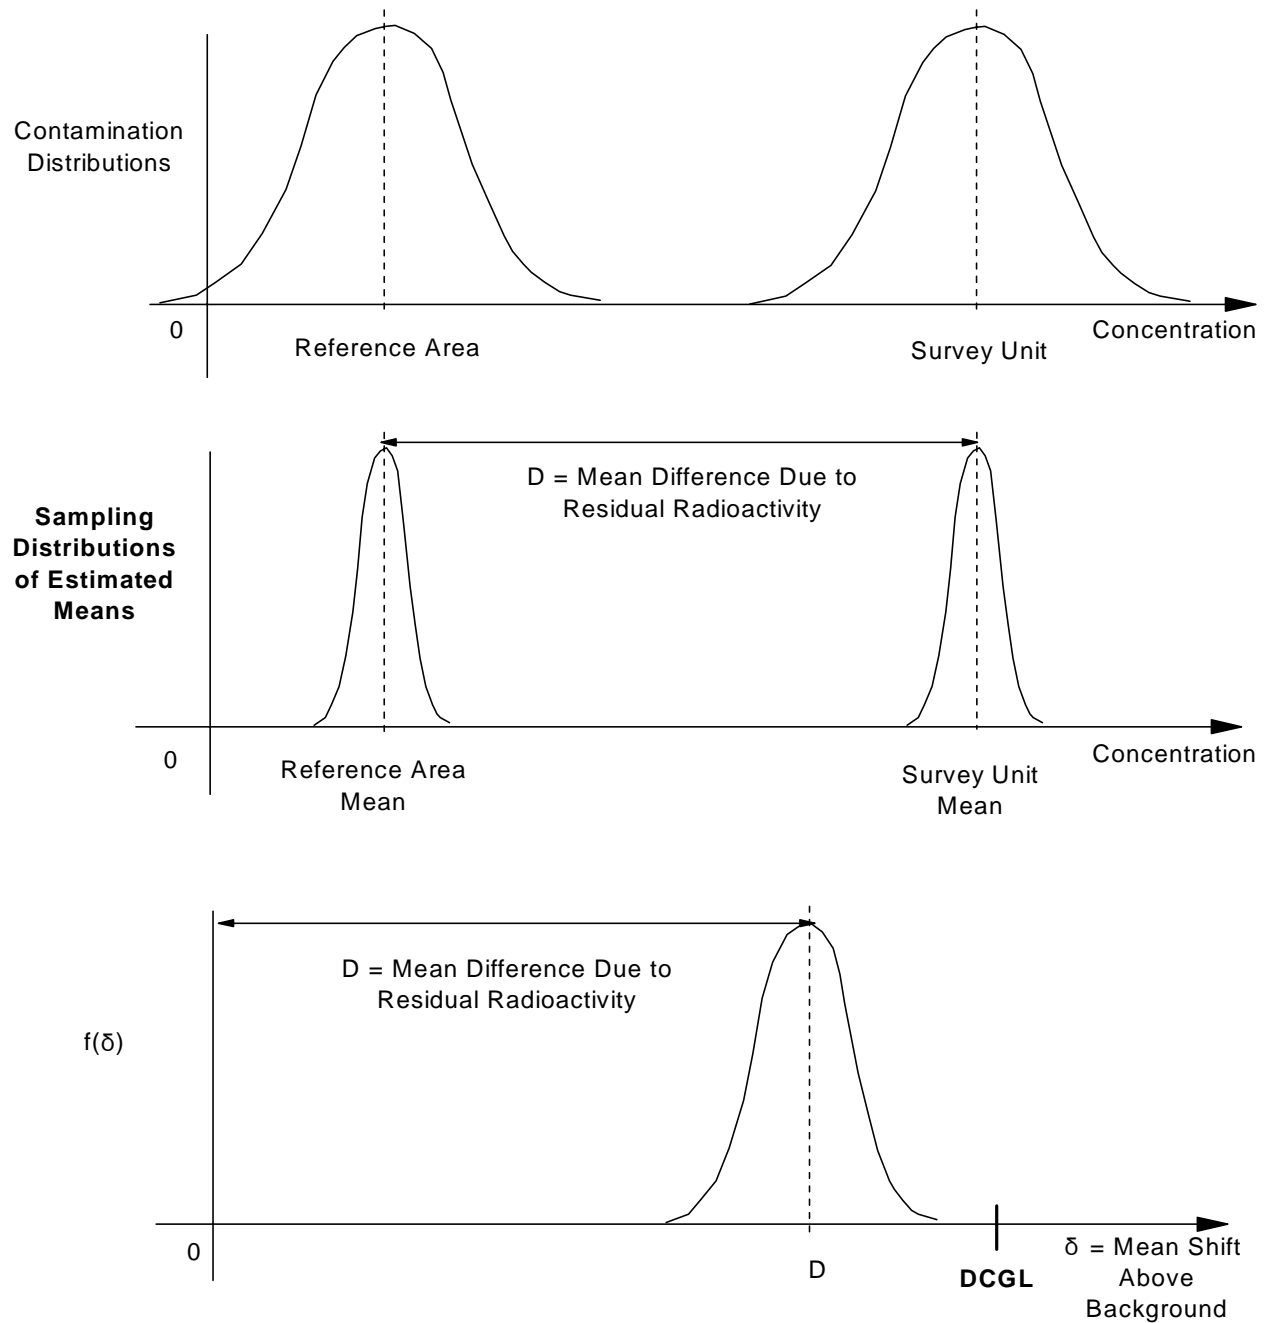 Contamination
Distributions
0
Reference Area
Survey Unit
Concentration
D = Mean Difference Due to
Residual Radioactivity
Sampling
Distributions
of Estimated
Means
0
Reference Area
Mean
Survey Unit
Mean
Concentration
D = Mean Difference Due to
Residual Radioactivity
f(δ)
0
D
DCGL
δ = Mean Shift
Above
Background